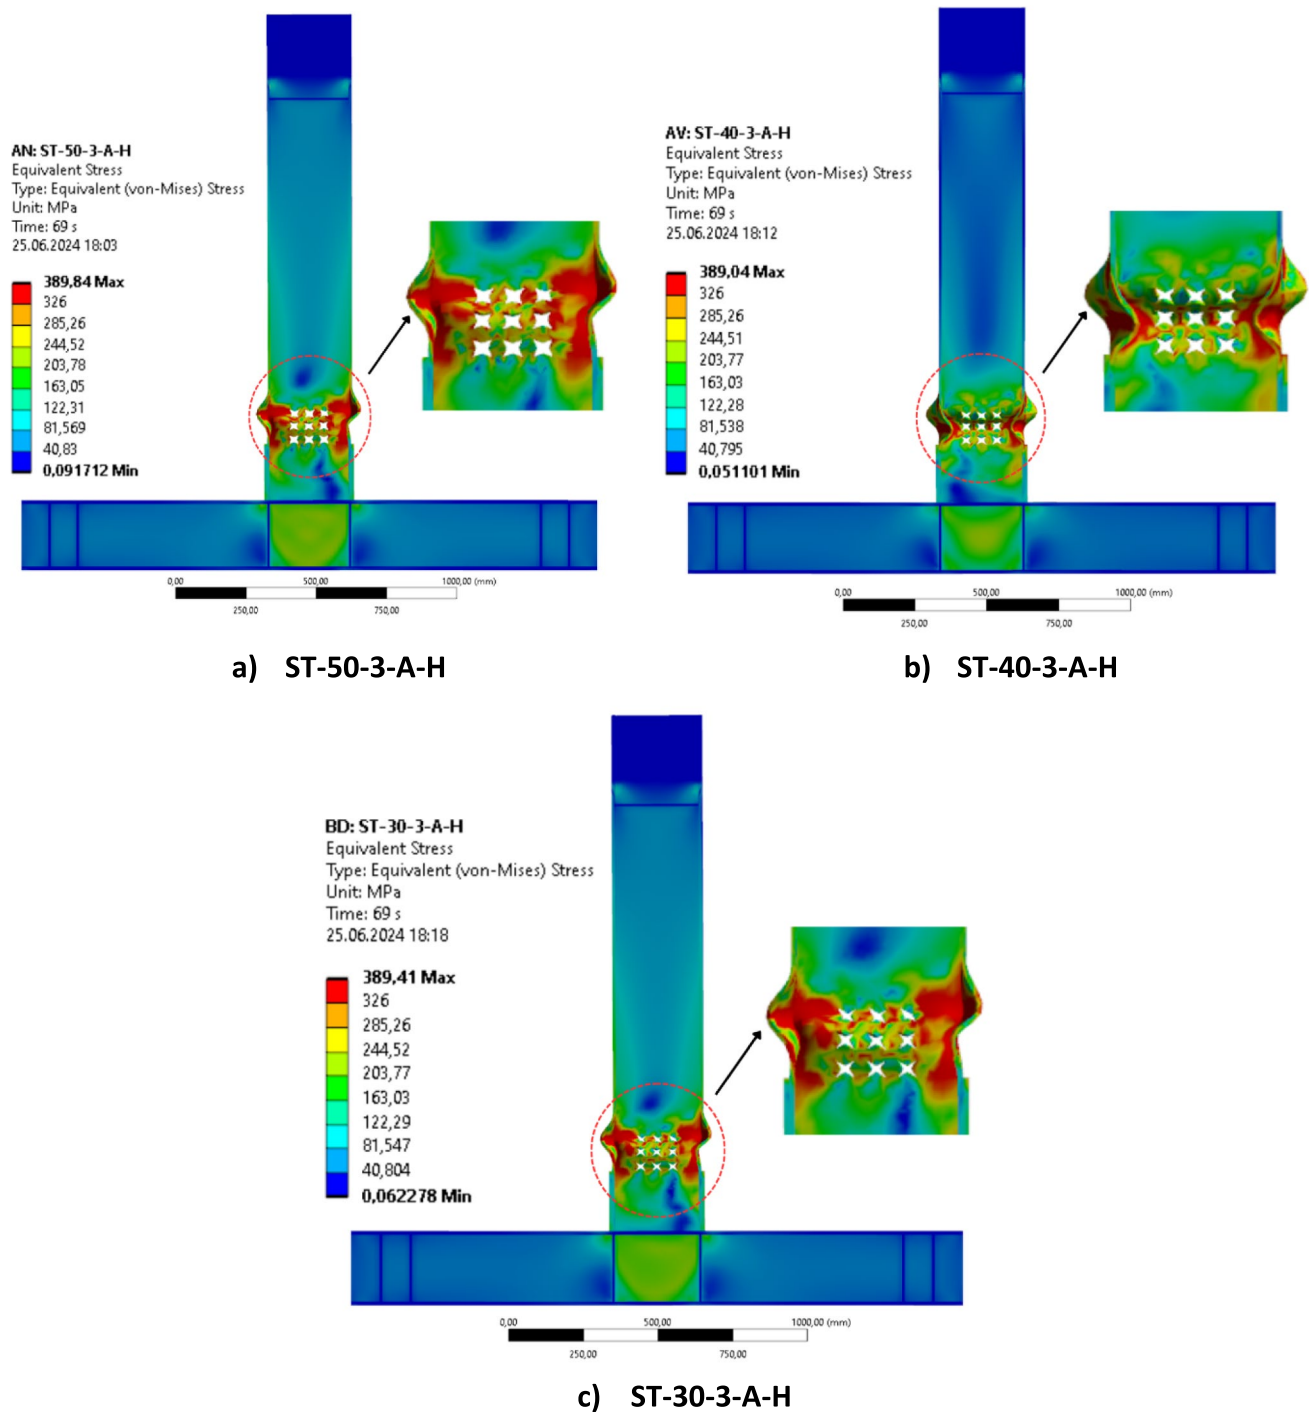 AN: ST-50-3-A-H
Equivalent Stress
Type: Equivalent (von-Mises) Stress
Unit: MPa
Time: 69 s
25.06.2024 18:03
389,84 Max
326
285,26
244,52
203,78
163,05
122,31
81,569
40,83
0,091712 Min
0,00 500,00 1000,00 (mm)
250,00 750,00
a) ST-50-3-A-H
AV: ST-40-3-A-H
Equivalent Stress
Type: Equivalent (von-Mises) Stress
Unit: MPa
Time: 69 s
25.06.2024 18:12
389,04 Max
326
285,26
244,51
203,77
163,03
122,28
81,538
40,795
0,051101 Min
0,00 500,00 1000,00 (mm)
250,00 750,00
b) ST-40-3-A-H
BD: ST-30-3-A-H
Equivalent Stress
Type: Equivalent (von-Mises) Stress
Unit: MPa
Time: 69 s
25.06.2024 18:18
389,41 Max
326
285,26
244,52
203,77
163,03
122,29
81,547
40,804
0,062278 Min
0,00 500,00 1000,00 (mm)
250,00 750,00
c) ST-30-3-A-H